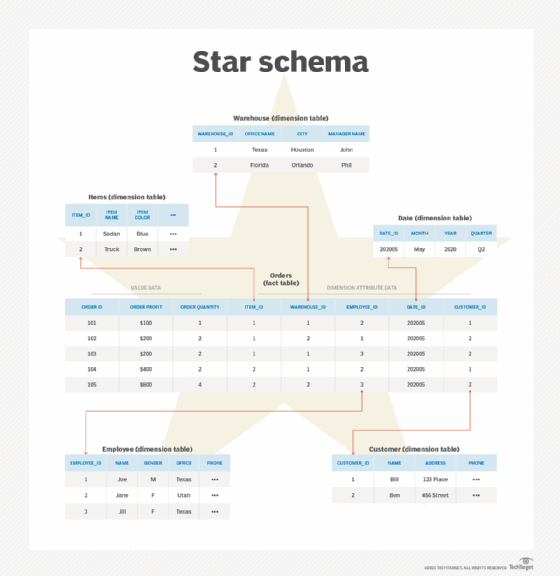 Star schema
Warehouse (dimension table)
WAREHOUSE_ID OFFICE NAME CITY MANAGER NAME
1 Texas Houston John
2 Florida Orlando Phil
Items (dimension table)
ITEM_ID ITEM NAME ITEM COLOR •••
1 Sedan Blue •••
2 Truck Brown •••
Date (dimension table)
DATE_ID MONTH YEAR QUARTER
202005 May 2020 Q2
Orders
(fact table)
VALUE DATA DIMENSION ATTRIBUTE DATA
ORDER ID ORDER PROFIT ORDER QUANTITY ITEM_ID WAREHOUSE_ID EMPLOYEE_ID DATE_ID CUSTOMER_ID
101 $100 1 1 1 2 202005 1
102 $200 2 1 2 1 202005 2
103 $200 2 1 1 3 202005 2
104 $400 2 2 1 2 202005 1
105 $800 4 2 2 3 202005 2
Employee (dimension table)
EMPLOYEE_ID NAME GENDER OFFICE PHONE
1 Joe M Texas •••
2 Jane F Utah •••
3 Jill F Texas •••
Customer (dimension table)
CUSTOMER_ID NAME ADDRESS PHONE
1 Bill 123 Place •••
2 Ben 456 Street •••
TECHTARGET. ALL RIGHTS RESERVED TechTarget